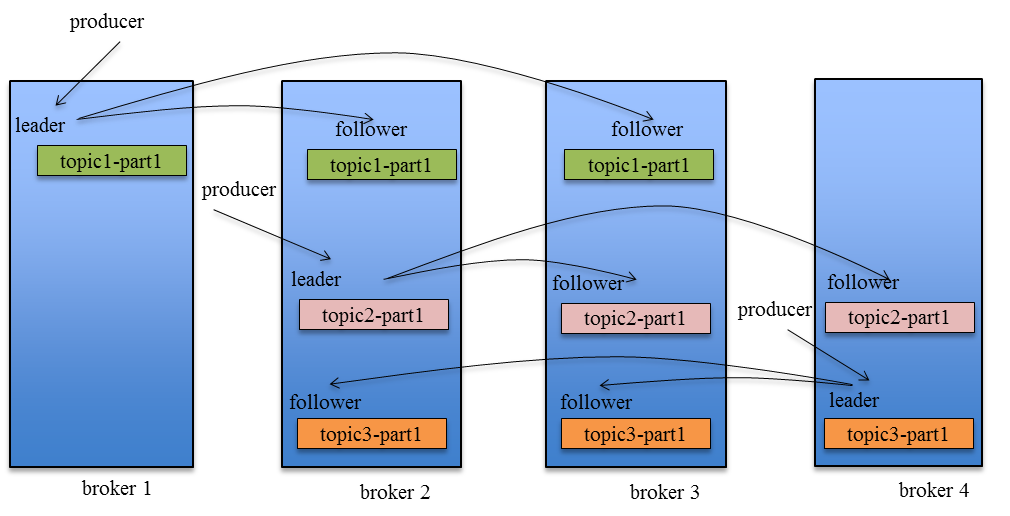 producer
leader
follower
follower
topic1-part1
topic1-part1
topic1-part1
producer
leader
follower
follower
topic2-part1
topic2-part1
topic2-part1
producer
follower
follower
leader
topic3-part1
topic3-part1
topic3-part1
broker 1
broker 2
broker 3
broker 4